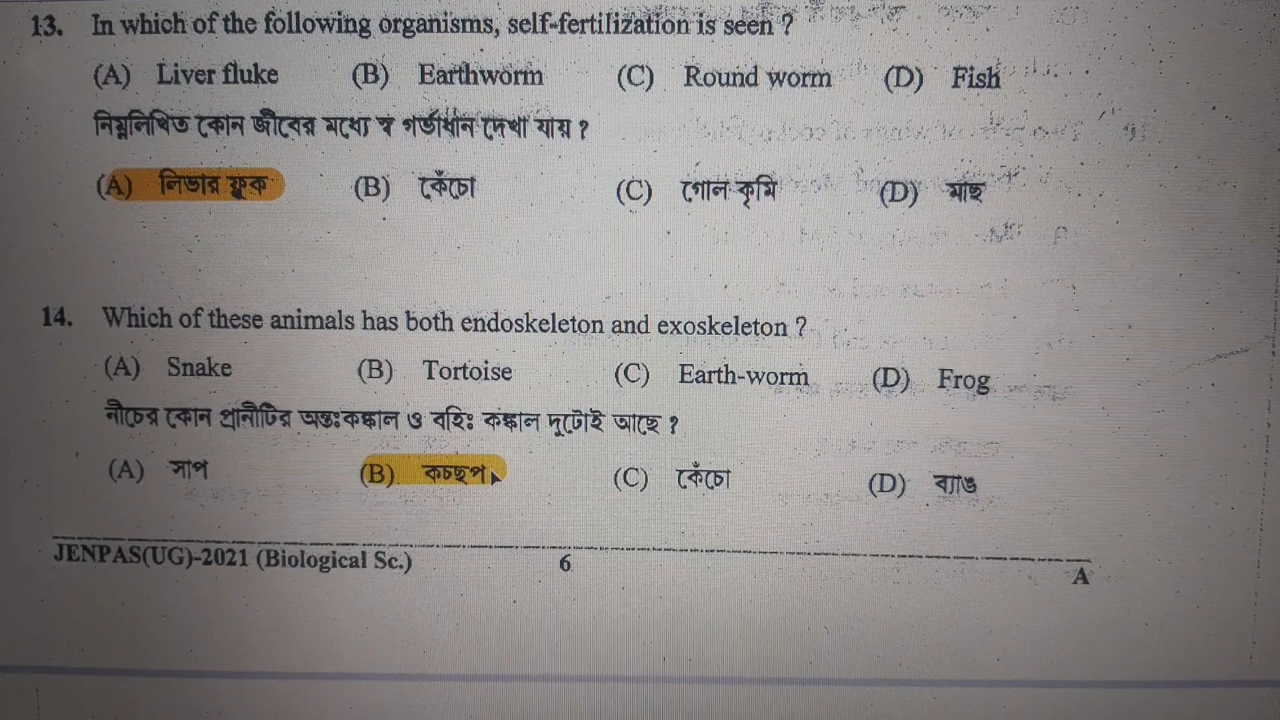 13. In which of the following organisms, self-fertilization is seen ?
(A) Liver fluke (B) Earthworm (C) Round worm (D) Fish
নিম্নলিখিত কোন জীবের মধ্যে স্ব গর্ভাধান দেখা যায় ?
(A) লিভার ফ্লুক (B) কেঁচো (C) গোল কৃমি (D) মাছ
14. Which of these animals has both endoskeleton and exoskeleton ?
(A) Snake (B) Tortoise (C) Earth-worm (D) Frog
নীচের কোন প্রানীটির অন্তঃকঙ্কাল ও বহিঃ কঙ্কাল দুটোই আছে ?
(A) সাপ (B) কচ্ছপ (C) কেঁচো (D) ব্যাঙ
JENPAS(UG)-2021 (Biological Sc.) 6 A